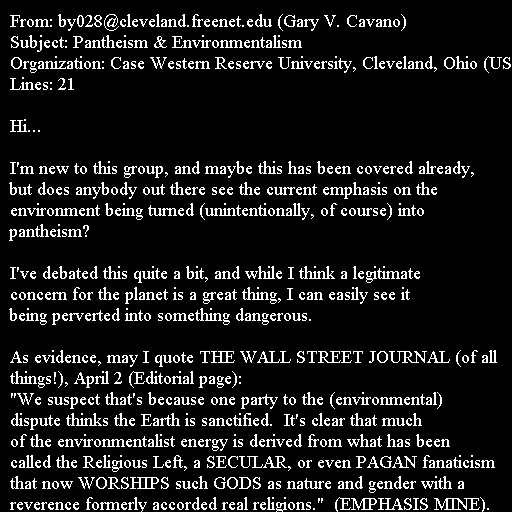 From: by028@cleveland.freenet.edu (Gary V. Cavano)
Subject: Pantheism & Environmentalism
Organization: Case Western Reserve University, Cleveland, Ohio (US
Lines: 21
Hi...
I'm new to this group, and maybe this has been covered already,
but does anybody out there see the current emphasis on the
environment being turned (unintentionally, of course) into
pantheism?
I've debated this quite a bit, and while I think a legitimate
concern for the planet is a great thing, I can easily see it
being perverted into something dangerous.
As evidence, may I quote THE WALL STREET JOURNAL (of all
things!), April 2 (Editorial page):
"We suspect that's because one party to the (environmental)
dispute thinks the Earth is sanctified.  It's clear that much
of the environmentalist energy is derived from what has been
called the Religious Left, a SECULAR, or even PAGAN fanaticism
that now WORSHIPS such GODS as nature and gender with a
reverence formerly accorded real religions."  (EMPHASIS MINE).